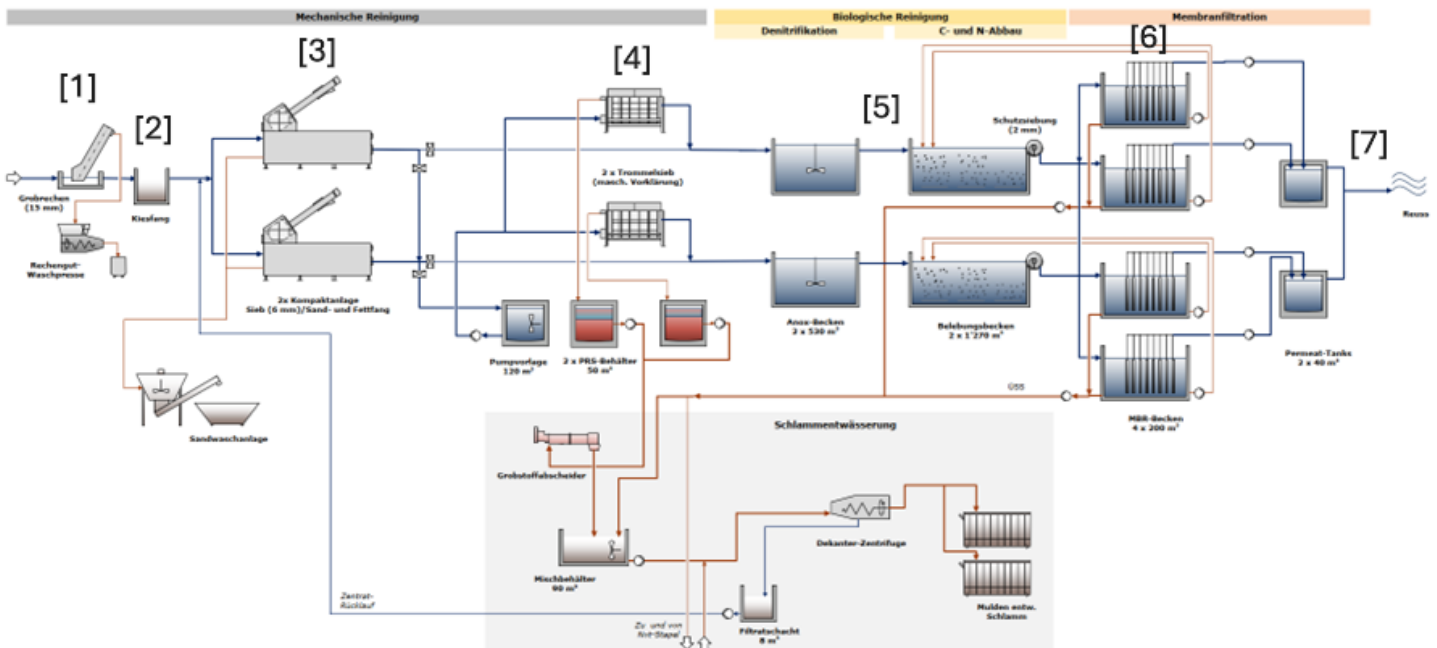 Mechanische Reinigung
Biologische Reinigung
Membranfiltration
Denitrifikation
C- und N-Abbau
[1]
[2]
[3]
[4]
[5]
[6]
[7]
Grobrechen
(15 mm)
Kiesfang
Rechengut-
Waschpresse
2x Kompaktanlage
Sieb (6 mm)/Sand- und Fettfang
Sandwaschanlage
2 x Trommelsieb
(mech. Vorklärung)
Pumpvorlage
120 m³
2 x PRS-Behälter
50 m³
Anox-Becken
2 x 530 m³
Schutzsiebung
(2 mm)
Belebungsbecken
2 x 1'270 m³
MBR-Becken
4 x 200 m³
Permeat-Tanks
2 x 40 m³
Reuss
ÜSS
Schlammentwässerung
Grobstoffabscheider
Mischbehälter
90 m³
Dekanter-Zentrifuge
Mulden entw.
Schlamm
Filtratschacht
8 m³
Zentrat-
Rücklauf
Zu und von
Not-Stapel